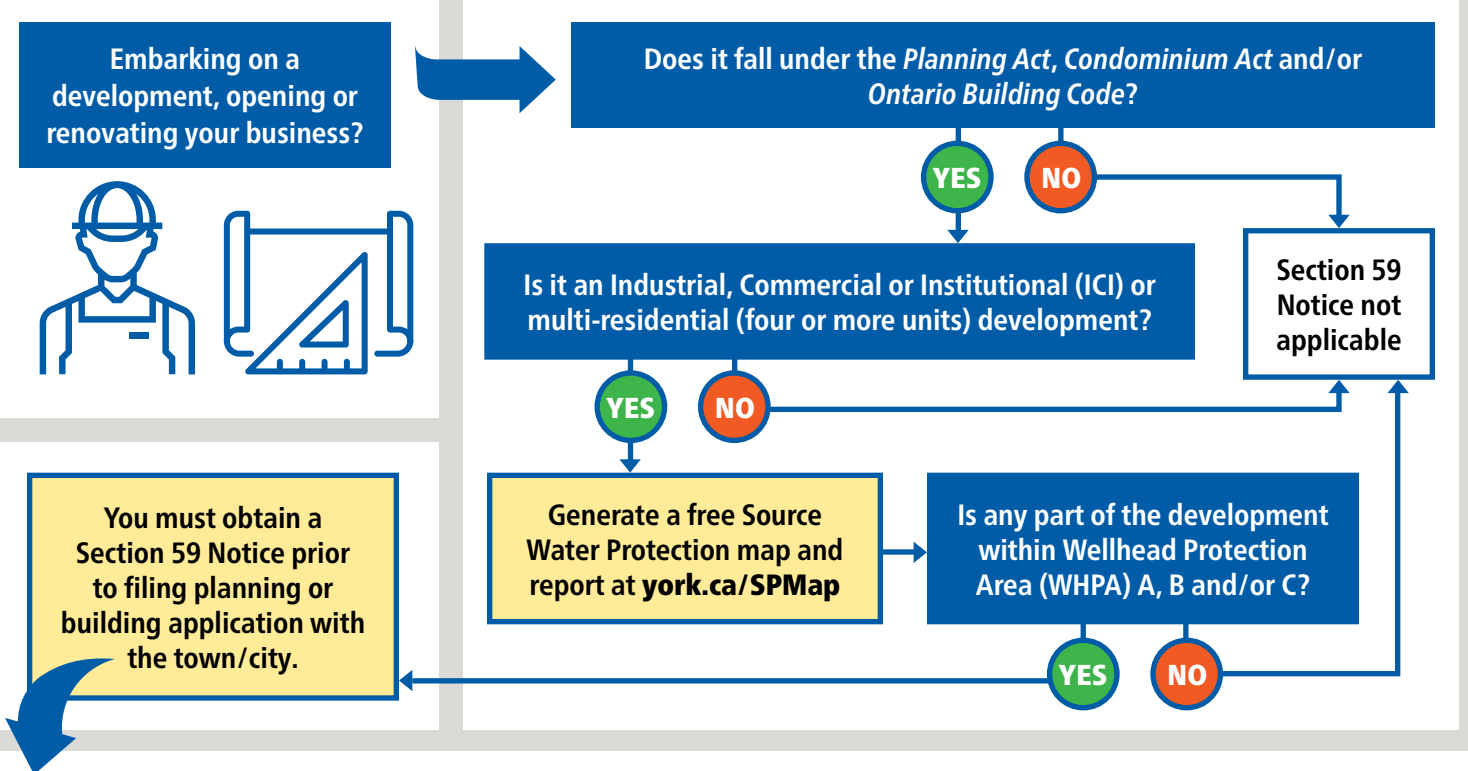 Embarking on a
development, opening or
renovating your business?
Does it fall under the Planning Act, Condominium Act and/or
Ontario Building Code?
YES
NO
Is it an Industrial, Commercial or Institutional (ICI) or
multi-residential (four or more units) development?
Section 59
Notice not
applicable
YES
NO
Generate a free Source
Water Protection map and
report at york.ca/SPMap
Is any part of the development
within Wellhead Protection
Area (WHPA) A, B and/or C?
YES
NO
You must obtain a
Section 59 Notice prior
to filing planning or
building application with
the town/city.